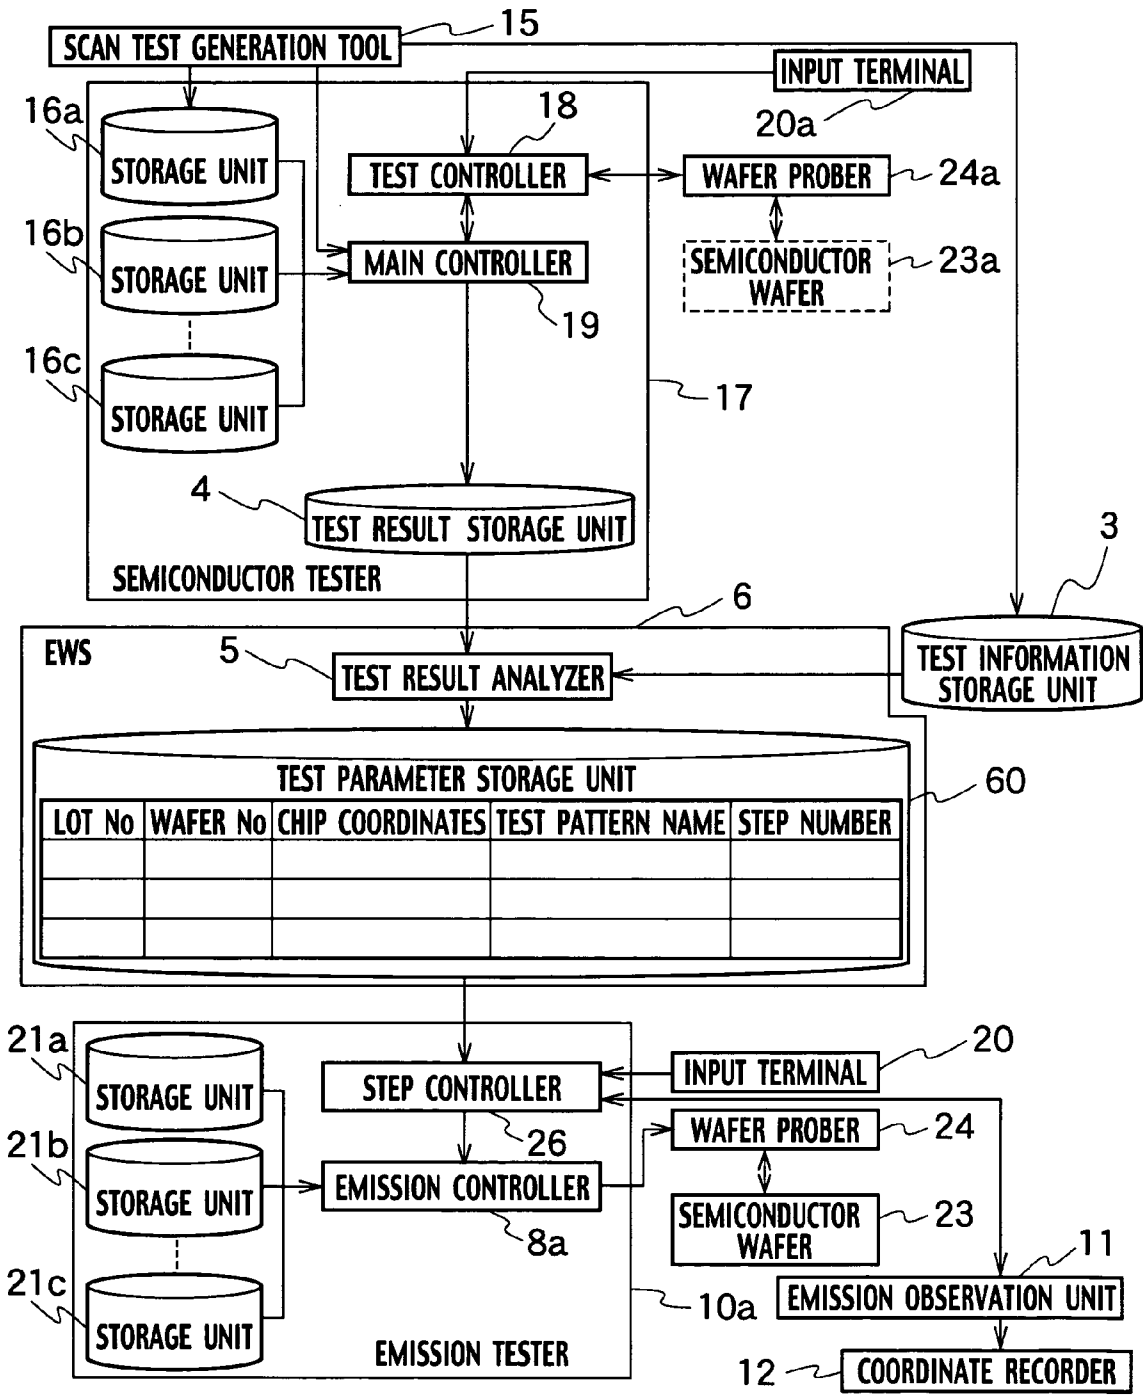 15
SCAN TEST GENERATION TOOL
INPUT TERMINAL
20a
16a
STORAGE UNIT
18
TEST CONTROLLER
WAFER PROBER
24a
16b
STORAGE UNIT
MAIN CONTROLLER
19
SEMICONDUCTOR
WAFER
23a
16c
STORAGE UNIT
17
4
TEST RESULT STORAGE UNIT
SEMICONDUCTOR TESTER
3
TEST INFORMATION
STORAGE UNIT
6
EWS
5
TEST RESULT ANALYZER
TEST PARAMETER STORAGE UNIT
60
LOT No WAFER No CHIP COORDINATES TEST PATTERN NAME STEP NUMBER
21a
STORAGE UNIT
STEP CONTROLLER
26
INPUT TERMINAL
20
WAFER PROBER
24
21b
STORAGE UNIT
EMISSION CONTROLLER
8a
SEMICONDUCTOR
WAFER
23
21c
STORAGE UNIT
10a
EMISSION TESTER
11
EMISSION OBSERVATION UNIT
12
COORDINATE RECORDER